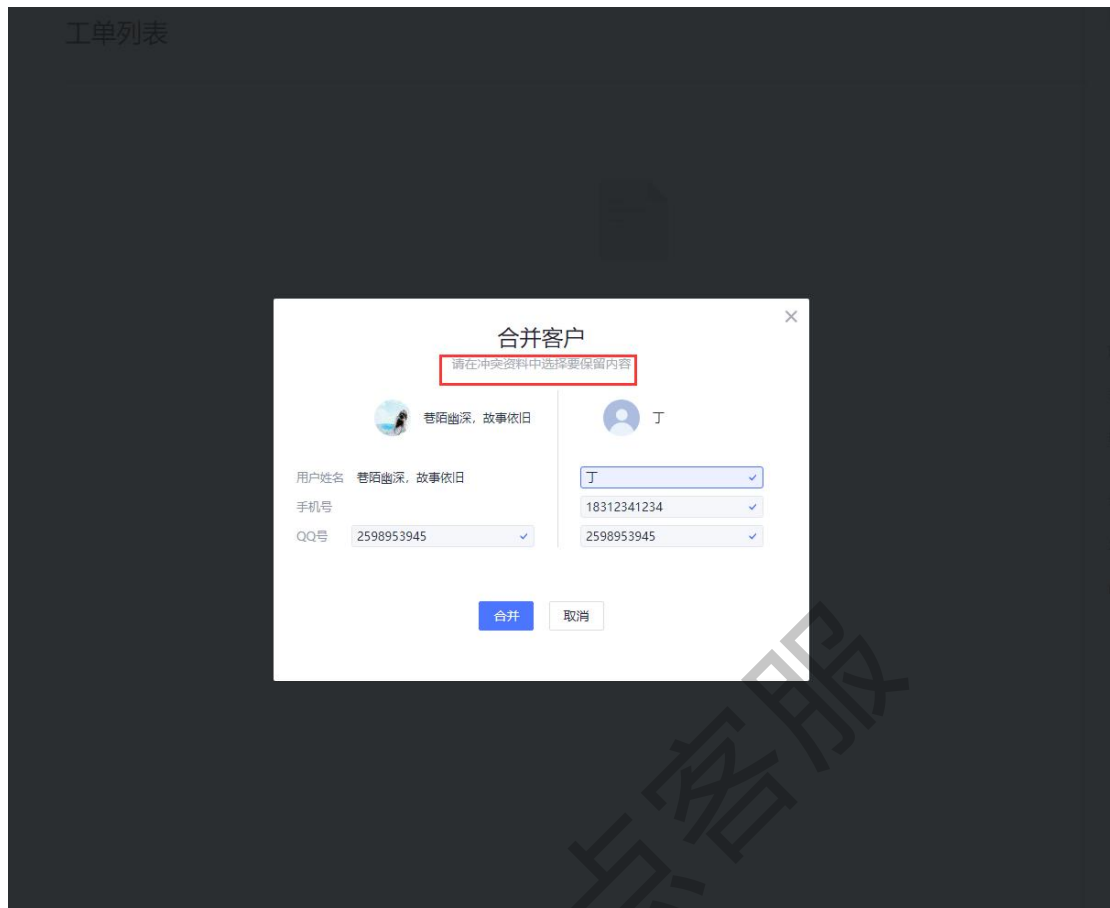 工单列表
合并客户
请在冲突资料中选择要保留内容
巷陌幽深，故事依旧 丁
用户姓名 巷陌幽深，故事依旧 丁
手机号 18312341234
QQ号 2598953945 2598953945
合并 取消
点客服